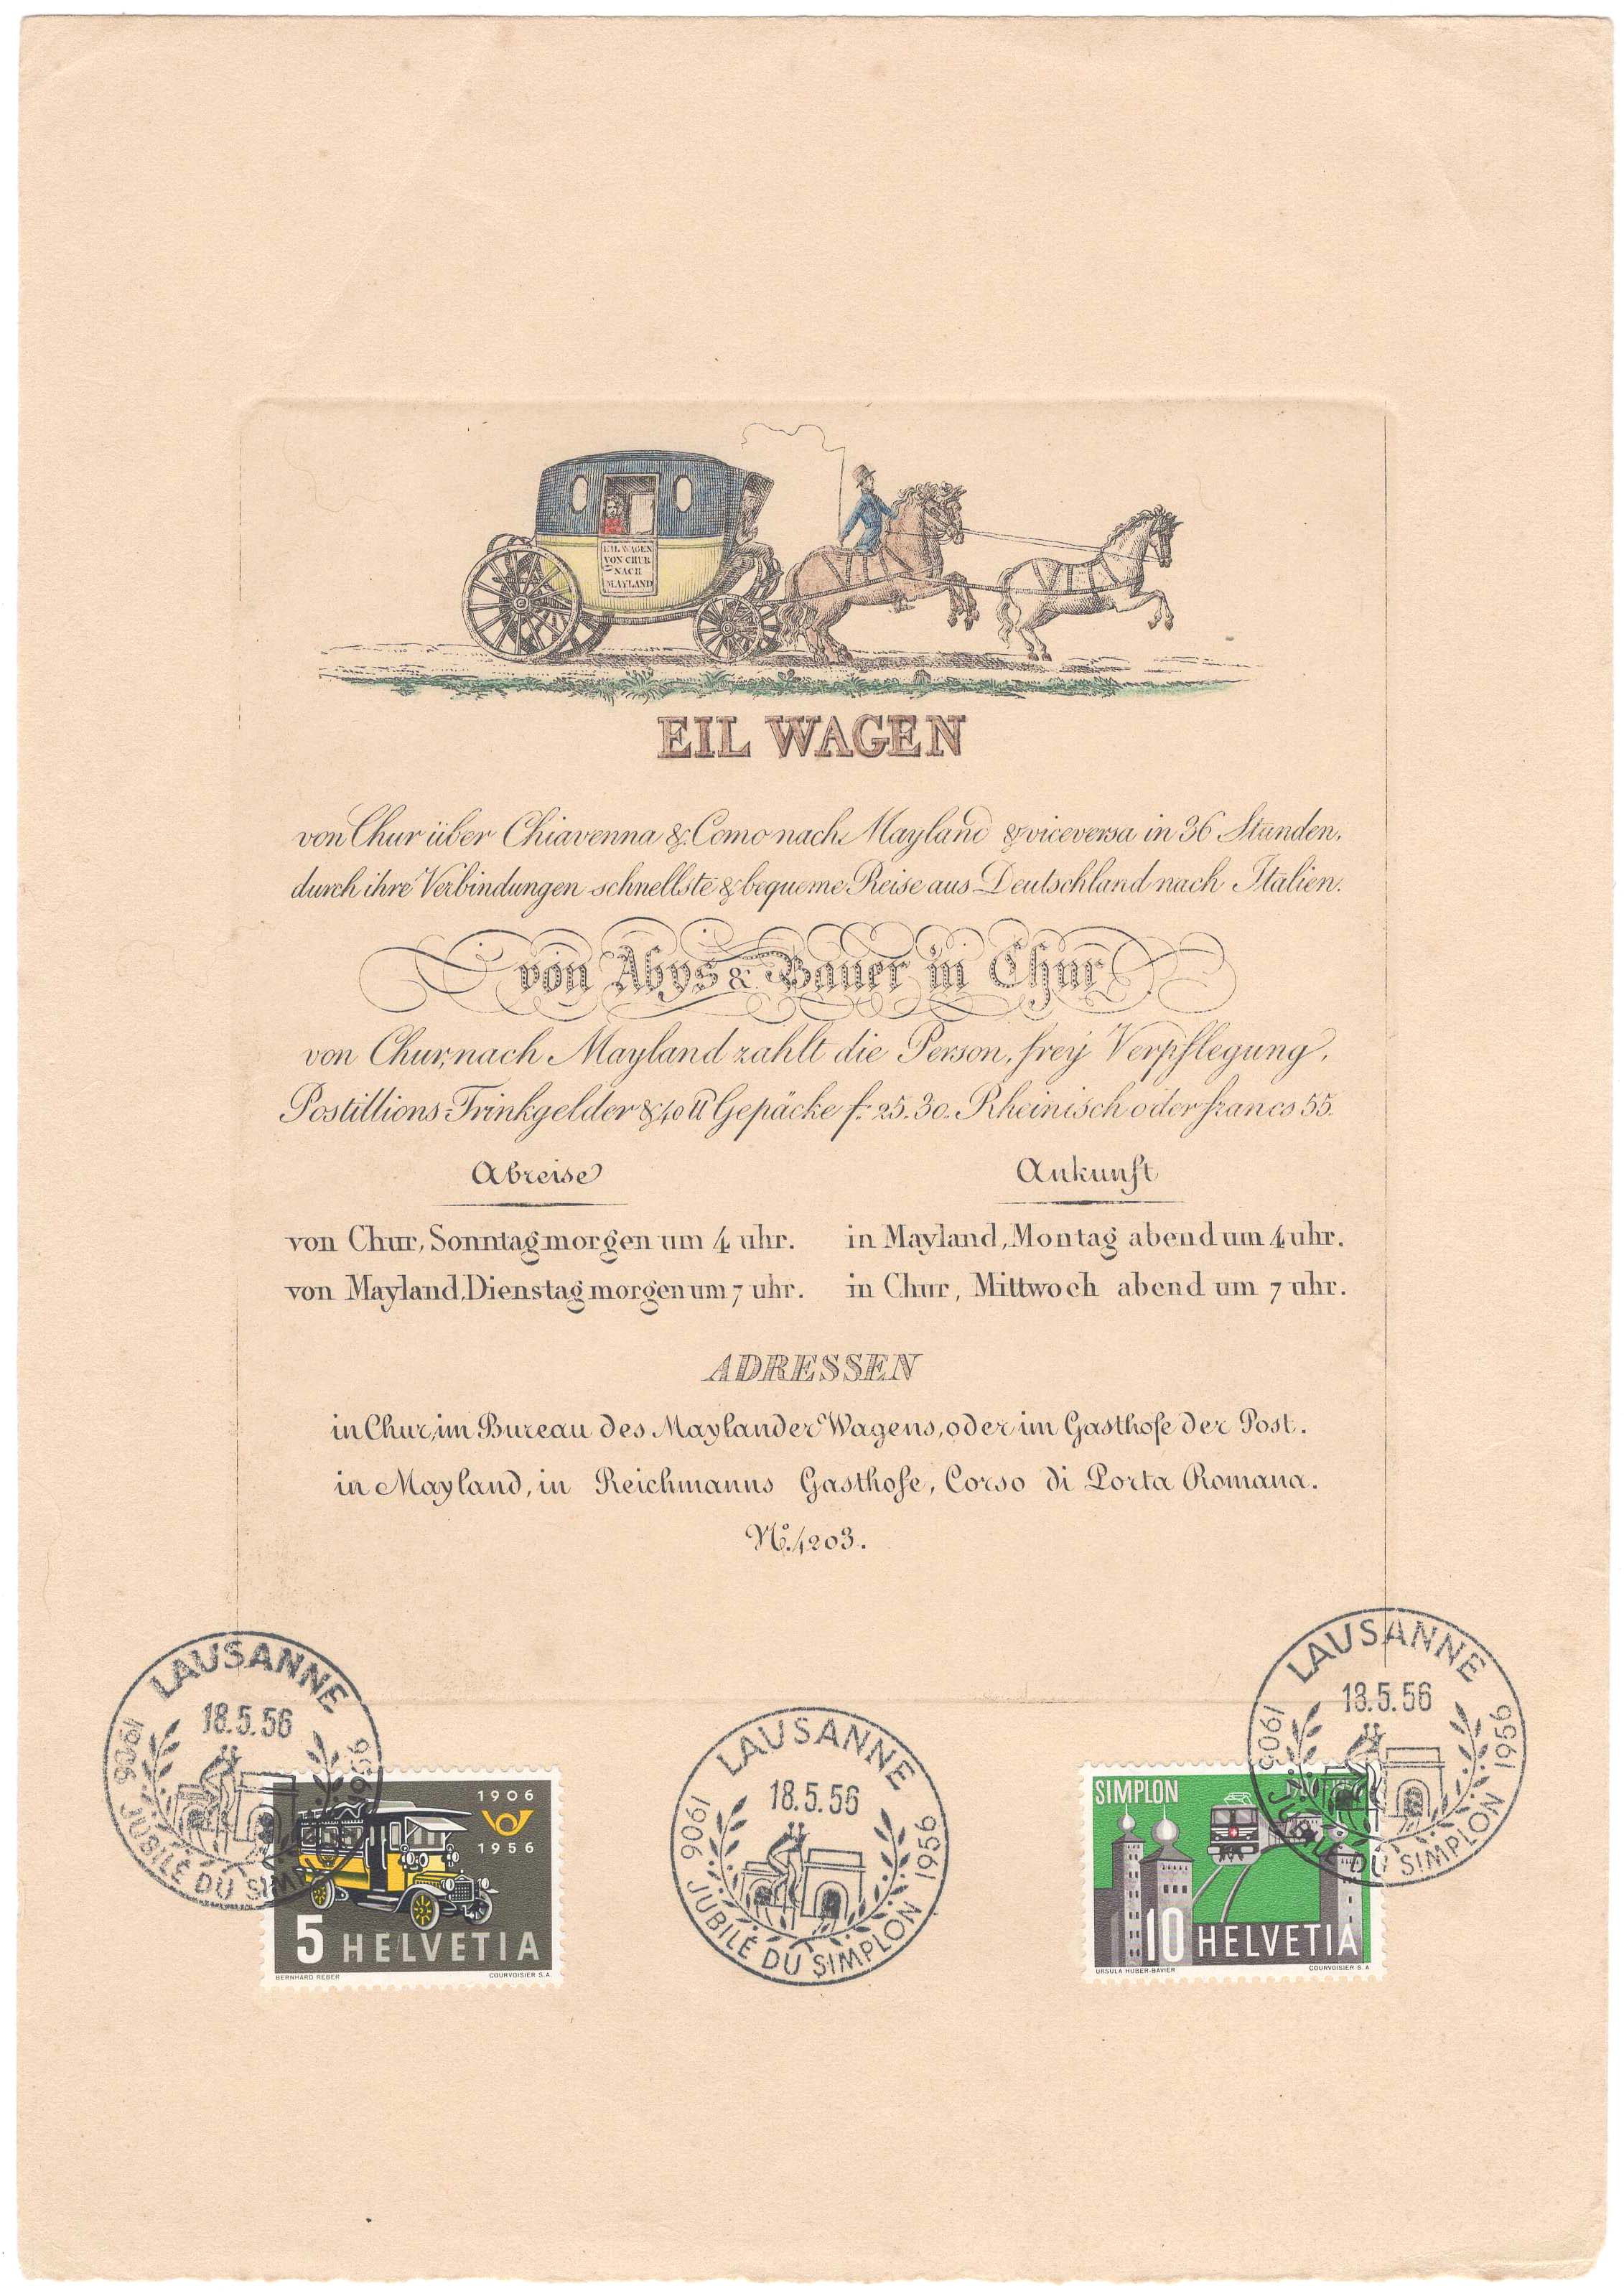 EIL WAGEN
VON CHUR
NACH
MAYLAND
EIL WAGEN
von Chur über Chiavenna & Como nach Mayland & viceversa in 36 Stunden,
durch ihre Verbindungen schnellste & bequeme Reise aus Deutschland nach Italien.
von Abys & Bauer in Chur
von Chur, nach Mayland zahlt die Person, frey Verpflegung,
Postillions Trinkgelder & 40 ℔ Gepäcke f. 25.30. Rheinisch oder francs 55.
Abreise
Ankunft
von Chur, Sonntag morgen um 4 uhr. in Mayland, Montag abend um 4 uhr.
von Mayland, Dienstag morgen um 7 uhr. in Chur, Mittwoch abend um 7 uhr.
ADRESSEN
in Chur, im Bureau des Maylander Wagens, oder im Gasthofe der Post.
in Mayland, in Reichmanns Gasthofe, Corso di Porta Romana.
No. 4203.
LAUSANNE
18.5.56
1906 1956
JUBILÉ DU SIMPLON
1906
1956
5 HELVETIA
BERNHARD REBER COURVOISIER S.A.
LAUSANNE
18.5.56
1906 1956
JUBILÉ DU SIMPLON
LAUSANNE
18.5.56
1906 1956
JUBILÉ DU SIMPLON
SIMPLON
10 HELVETIA
URSULA HUBER-BAVIER COURVOISIER S.A.